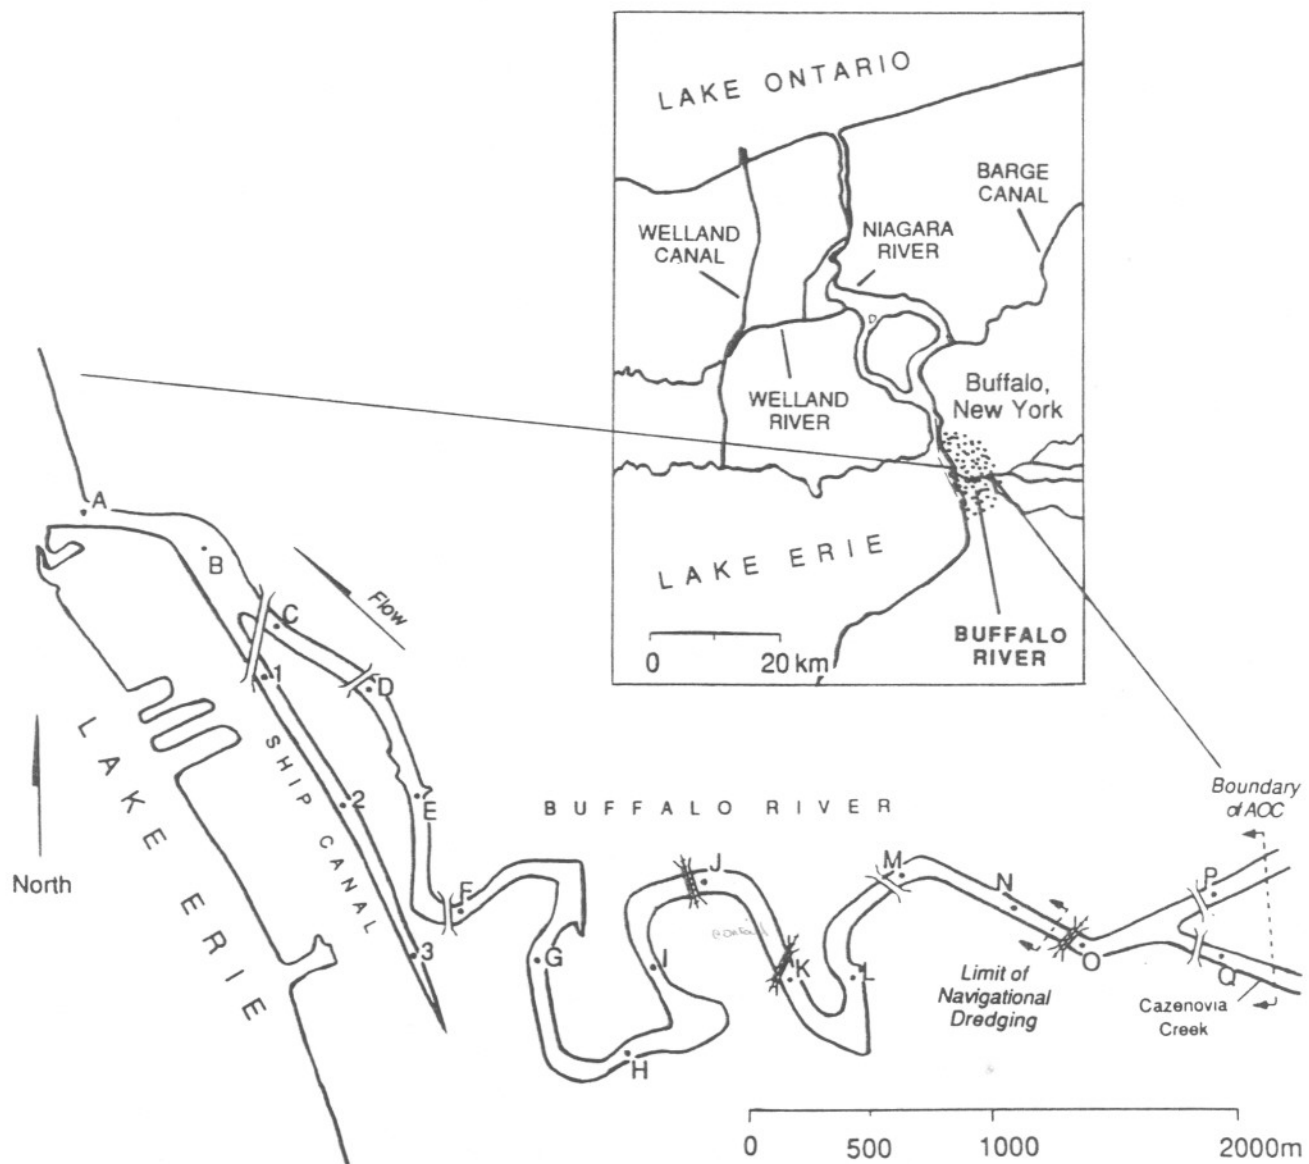 LAKE ONTARIO
BARGE
CANAL
WELLAND
CANAL
NIAGARA
RIVER
D
WELLAND
RIVER
Buffalo,
New York
LAKE ERIE
BUFFALO
RIVER
0 20 km
A
B
C
Flow
1
D
2
E
3
F
SHIP CANAL
LAKE ERIE
North
BUFFALO RIVER
G
H
I
J
K
L
M
N
O
P
Q
Boundary
of AOC
Limit of
Navigational
Dredging
Cazenovia
Creek
0 500 1000 2000m